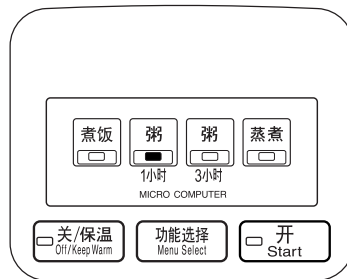 煮饭 粥 粥 蒸煮
1小时 3小时
MICRO COMPUTER
关/保温 功能选择 开
Off/Keep Warm Menu Select Start